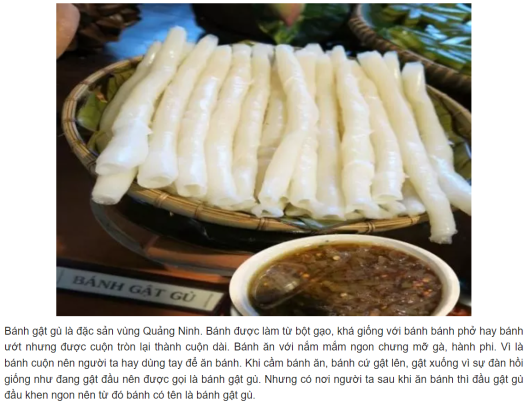 BÁNH GẬT GÙ
Bánh gật gù là đặc sản vùng Quảng Ninh. Bánh được làm từ bột gạo, khá giống với bánh bánh phở hay bánh
ướt nhưng được cuộn tròn lại thành cuộn dài. Bánh ăn với nắm mắm ngon chưng mỡ gà, hành phi. Vì là
bánh cuộn nên người ta hay dùng tay để ăn bánh. Khi cầm bánh ăn, bánh cứ gật lên, gật xuống vì sự đàn hồi
giống như đang gật đầu nên được gọi là bánh gật gù. Nhưng có nơi người ta sau khi ăn bánh thì đầu gật gù
đầu khen ngon nên từ đó bánh có tên là bánh gật gù.